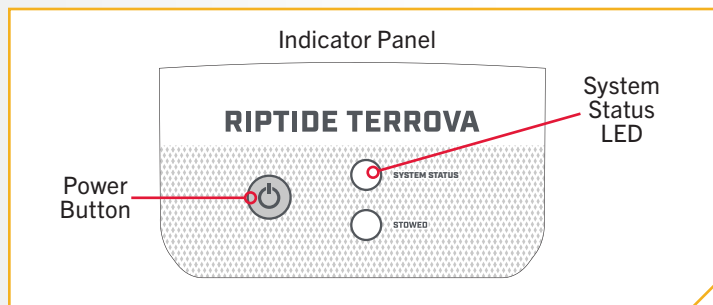 Indicator Panel
System
Status
LED
RIPTIDE TERROVA
SYSTEM STATUS
Power
Button
STOWED